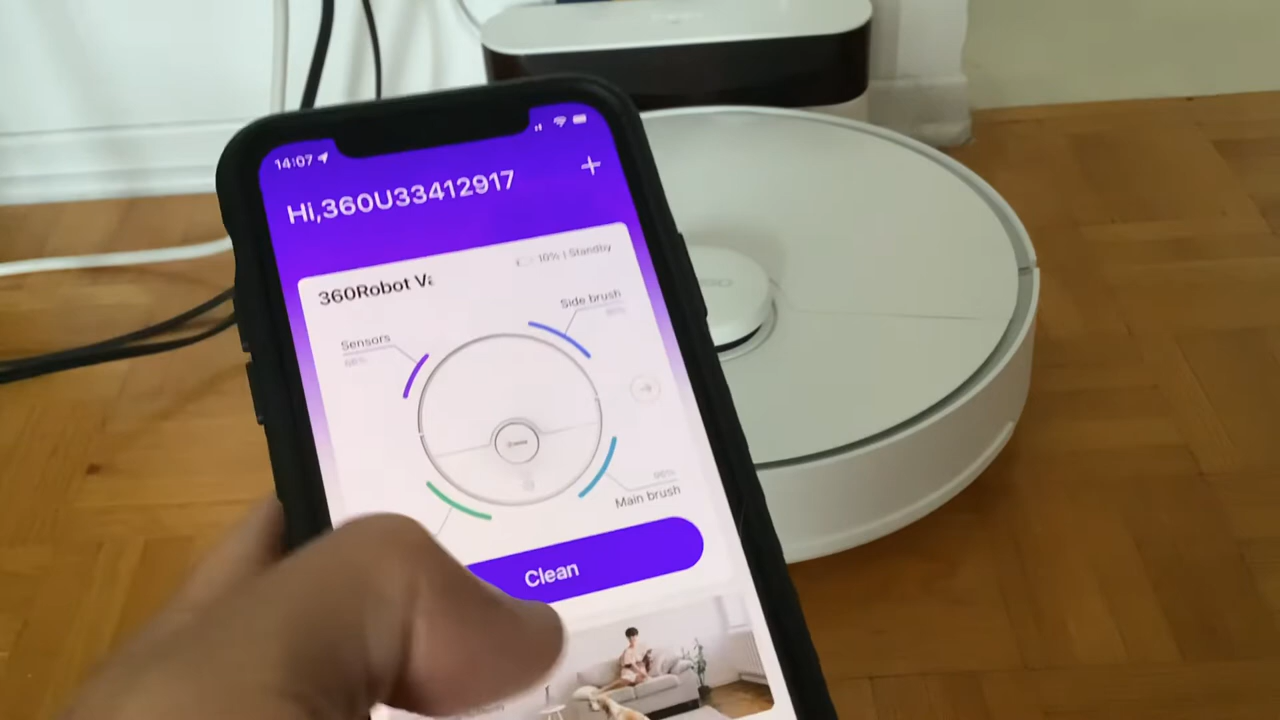 14:07
Hi,360U33412917
10% | Standby
360Robot
Side brush
Sensors
Main brush
Clean